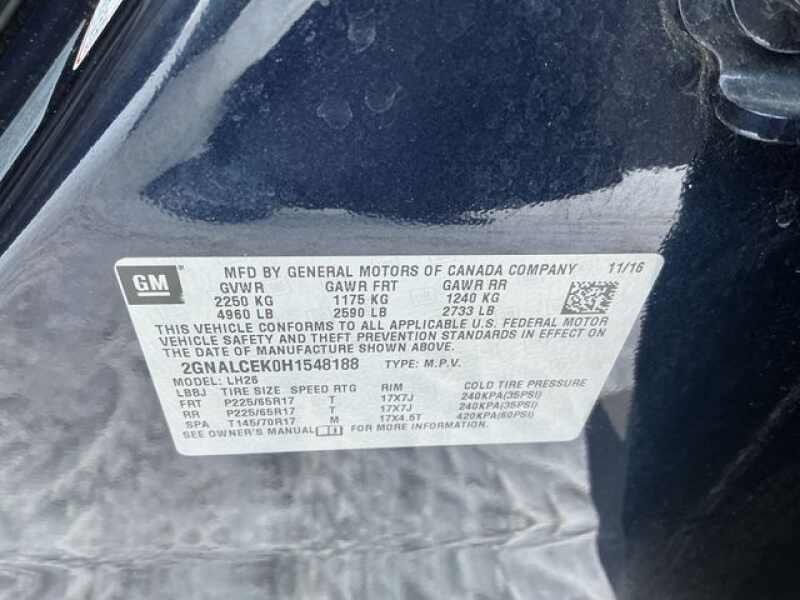 GM
MFD BY GENERAL MOTORS OF CANADA COMPANY 11/16
GVWR GAWR FRT GAWR RR
2250 KG 1175 KG 1240 KG
4960 LB 2590 LB 2733 LB
THIS VEHICLE CONFORMS TO ALL APPLICABLE U.S. FEDERAL MOTOR
VEHICLE SAFETY AND THEFT PREVENTION STANDARDS IN EFFECT ON
THE DATE OF MANUFACTURE SHOWN ABOVE.
2GNALCEK0H1548188 TYPE: M.P.V.
MODEL: LH26
LBBJ TIRE SIZE SPEED RTG RIM COLD TIRE PRESSURE
FRT P225/65R17 T 17X7J 240KPA(35PSI)
RR P225/65R17 T 17X7J 240KPA(35PSI)
SPA T145/70R17 M 17X4.5T 420KPA(60PSI)
SEE OWNER'S MANUAL FOR MORE INFORMATION.